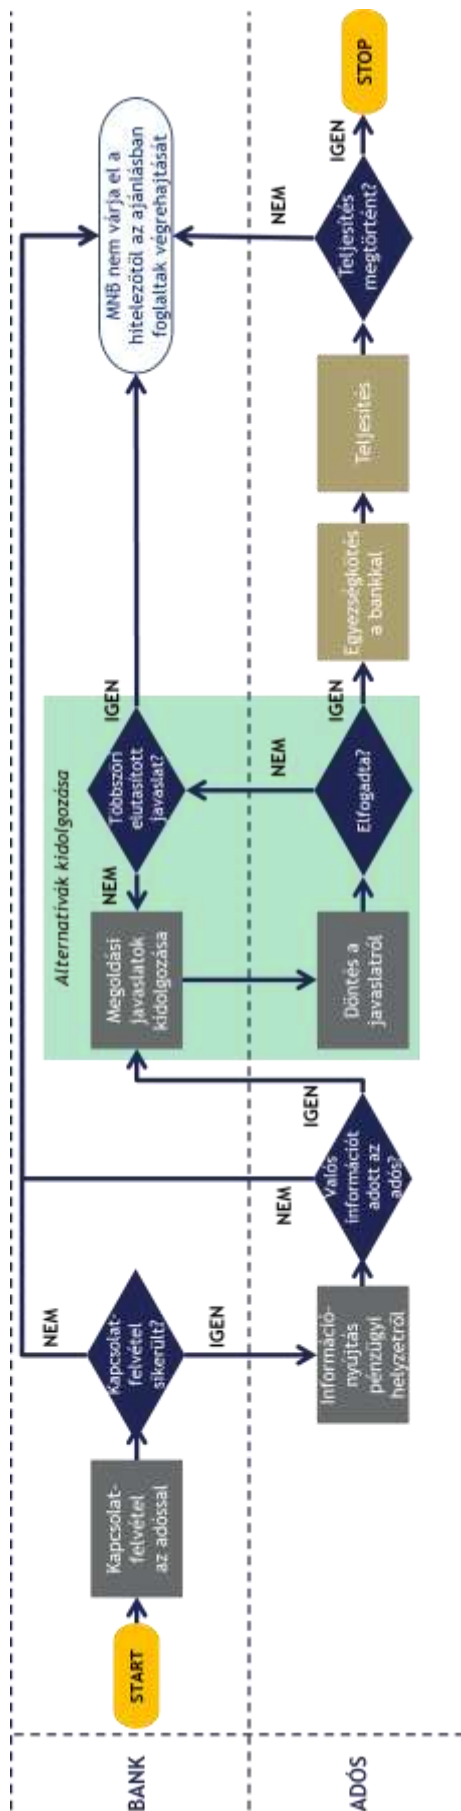 BANK
START
Kapcsolat-
felvétel
az adóssal
Kapcsolat-
felvétel
sikerült?
NEM
IGEN
Alternatívák kidolgozása
Megoldási
javaslatok
kidolgozása
NEM
Többször
elutasított
javaslat?
IGEN
MNB nem várja el a
hitelezőtől az ajánlásban
foglaltak végrehajtását
ADÓS
Információ-
nyújtás
pénzügyi
helyzetről
Valós
információt
adott az
adós?
NEM
IGEN
Döntés a
javaslatról
Elfogadta?
NEM
IGEN
Egyezségkötés
a bankkal
Teljesítés
Teljesítés
megtörtént?
NEM
IGEN
STOP